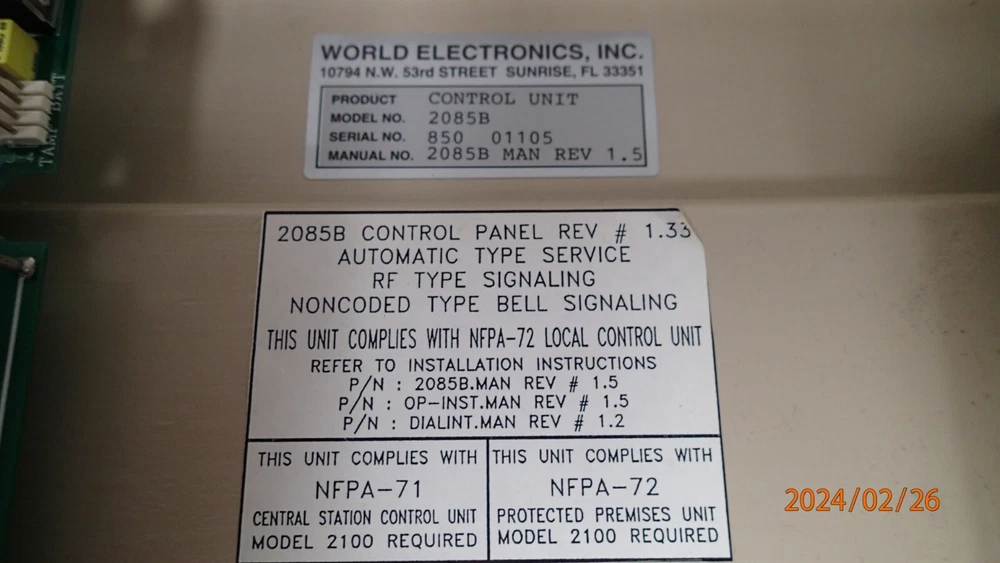 TAMP BATT
WORLD ELECTRONICS, INC.
10794 N.W. 53rd STREET SUNRISE, FL 33351
PRODUCT CONTROL UNIT
MODEL NO. 2085B
SERIAL NO. 850 01105
MANUAL NO. 2085B MAN REV 1.5
2085B CONTROL PANEL REV # 1.33
AUTOMATIC TYPE SERVICE
RF TYPE SIGNALING
NONCODED TYPE BELL SIGNALING
THIS UNIT COMPLIES WITH NFPA-72 LOCAL CONTROL UNIT
REFER TO INSTALLATION INSTRUCTIONS
P/N : 2085B.MAN REV # 1.5
P/N : OP-INST.MAN REV # 1.5
P/N : DIALINT.MAN REV # 1.2
THIS UNIT COMPLIES WITH
NFPA-71
CENTRAL STATION CONTROL UNIT
MODEL 2100 REQUIRED
THIS UNIT COMPLIES WITH
NFPA-72
PROTECTED PREMISES UNIT
MODEL 2100 REQUIRED
2024/02/26